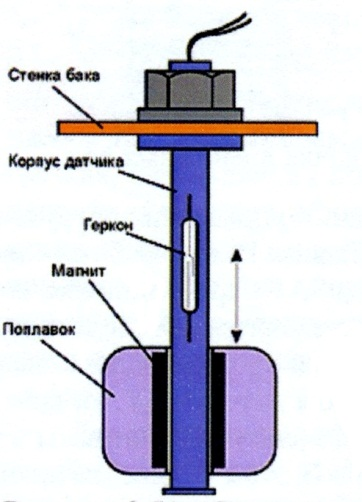 Стенка бака
Корпус датчика
Геркон
Магнит
Поплавок